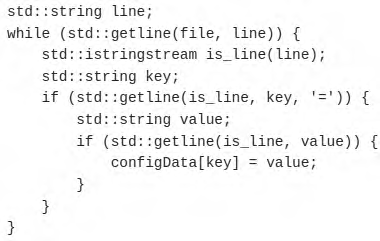 std::string line;
while (std::getline(file, line)) {
    std::istringstream is_line(line);
    std::string key;
    if (std::getline(is_line, key, '=')) {
        std::string value;
        if (std::getline(is_line, value)) {
            configData[key] = value;
        }
    }
}